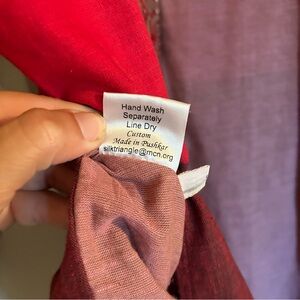 Hand Wash
Separately
Line Dry
Custom
Made in Pushkar
silktriangle@mcn.org